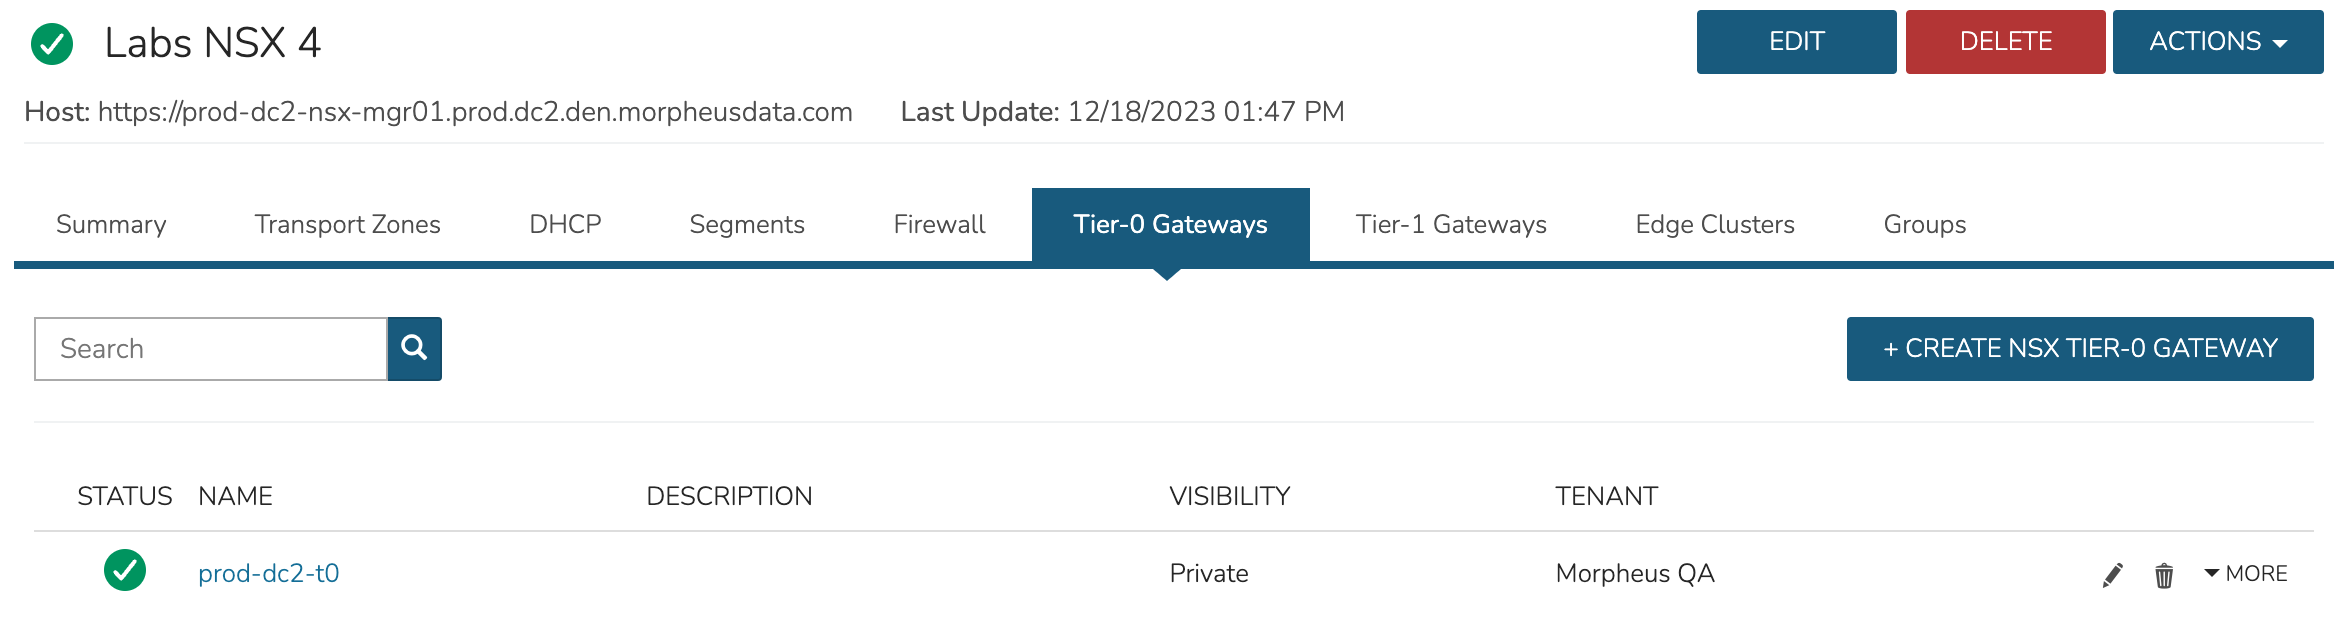 Labs NSX 4
EDIT
DELETE
ACTIONS
Host: https://prod-dc2-nsx-mgr01.prod.dc2.den.morpheusdata.com Last Update: 12/18/2023 01:47 PM
Summary Transport Zones DHCP Segments Firewall Tier-0 Gateways Tier-1 Gateways Edge Clusters Groups
Search
+ CREATE NSX TIER-0 GATEWAY
STATUS NAME DESCRIPTION VISIBILITY TENANT
prod-dc2-t0 Private Morpheus QA MORE